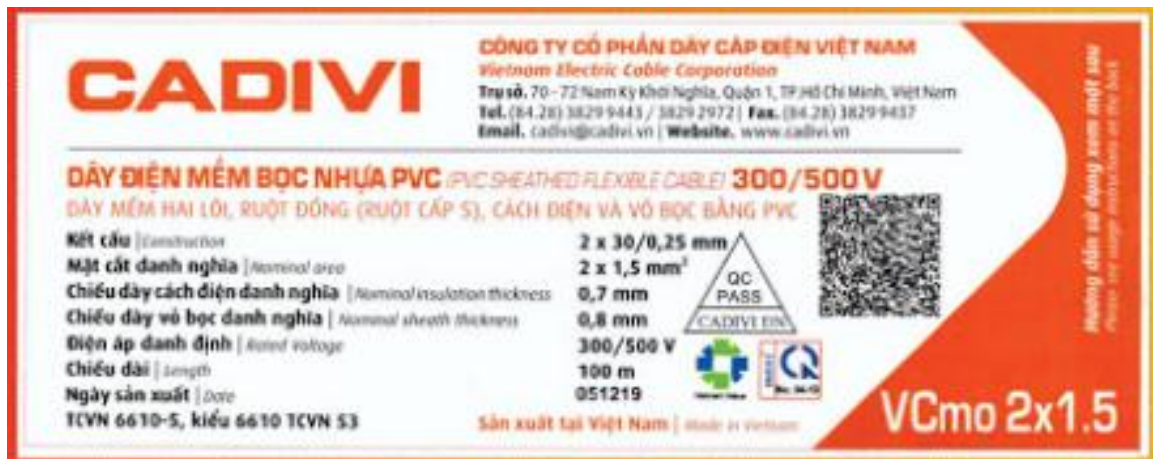 CADIVI
CÔNG TY CỔ PHẦN DÂY CÁP ĐIỆN VIỆT NAM
Vietnam Electric Cable Corporation
Trụ sở. 70 - 72 Nam Kỳ Khởi Nghĩa, Quận 1, TP.Hồ Chí Minh, Việt Nam
Tel. (84.28) 3829 9443 / 3829 2972 | Fax. (84.28) 3829 9437
Email. cadivi@cadivi.vn | Website. www.cadivi.vn
DÂY ĐIỆN MỀM BỌC NHỰA PVC (PVC SHEATHED FLEXIBLE CABLE) 300/500 V
DÂY MỀM HAI LÕI, RUỘT ĐỒNG (RUỘT CẤP 5), CÁCH ĐIỆN VÀ VỎ BỌC BẰNG PVC
Kết cấu | Construction 2 x 30/0,25 mm
Mặt cắt danh nghĩa | Nominal area 2 x 1,5 mm²
Chiều dày cách điện danh nghĩa | Nominal insulation thickness 0,7 mm
Chiều dày vỏ bọc danh nghĩa | Nominal sheath thickness 0,8 mm
Điện áp danh định | Rated voltage 300/500 V
Chiều dài | Length 100 m
Ngày sản xuất | Date 051219
TCVN 6610-5, kiểu 6610 TCVN 53
Sản xuất tại Việt Nam | Made in Vietnam
QC
PASS
CADIVI ĐN
VCmo 2x1.5
Hướng dẫn sử dụng xem mặt sau
Please see usage instructions on the back